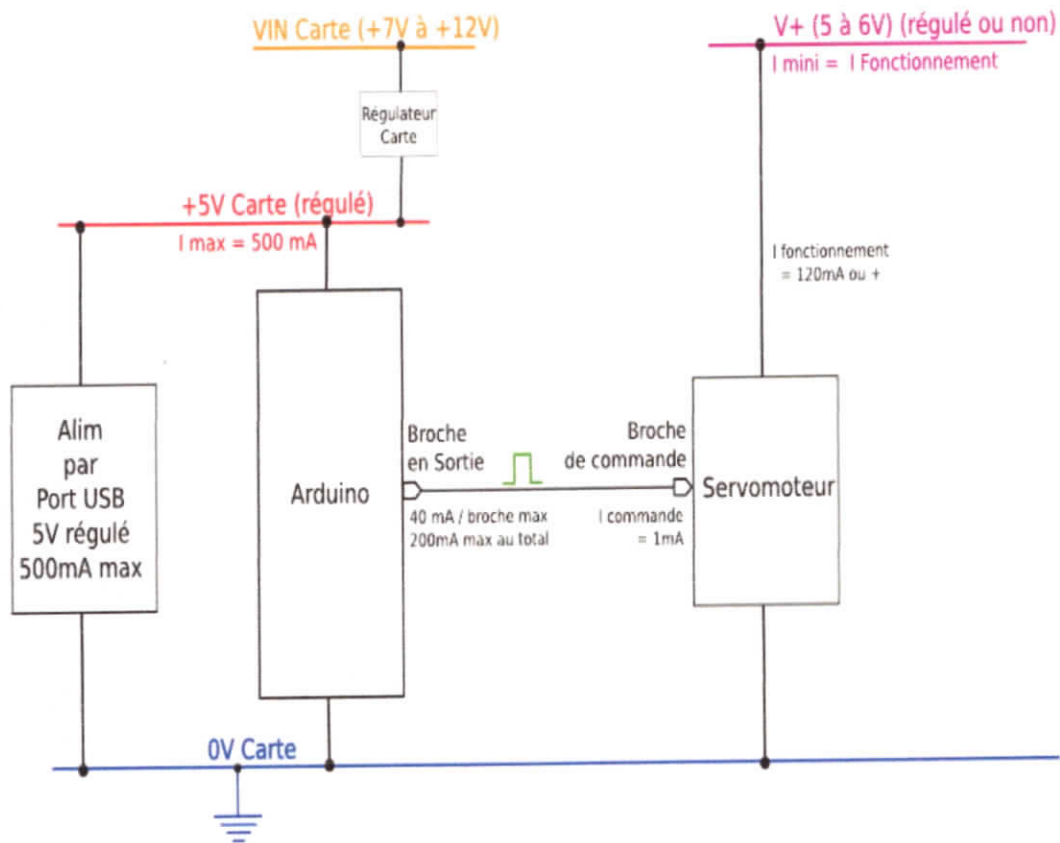 VIN Carte (+7V à +12V)
V+ (5 à 6V) (régulé ou non)
I mini = I Fonctionnement
Régulateur
Carte
+5V Carte (régulé)
I max = 500 mA
I fonctionnement
= 120mA ou +
Alim
par
Port USB
5V régulé
500mA max
Arduino
Broche
en Sortie
40 mA / broche max
200mA max au total
Broche
de commande
I commande
= 1mA
Servomoteur
0V Carte